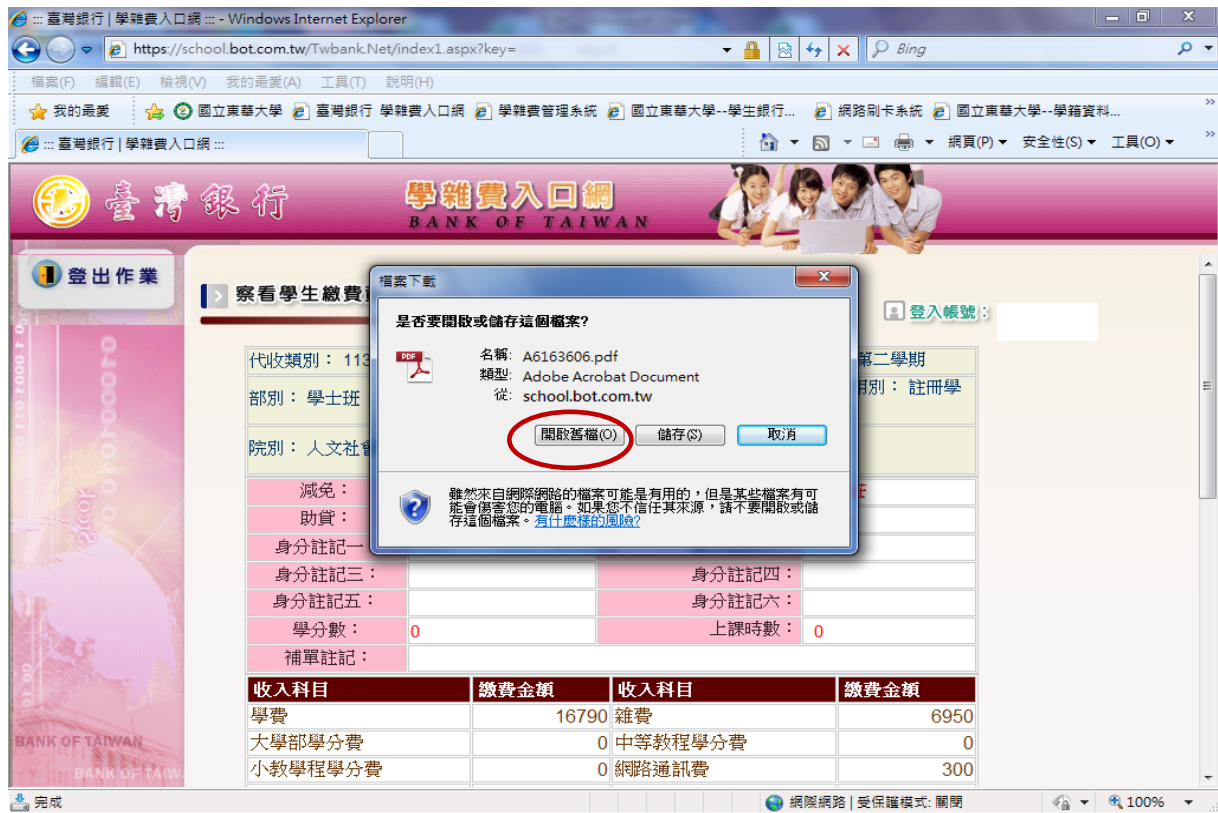 ::: 臺灣銀行 | 學雜費入口網 ::: - Windows Internet Explorer
https://school.bot.com.tw/Twbank.Net/index1.aspx?key=
Bing
檔案(F) 編輯(E) 檢視(V) 我的最愛(A) 工具(T) 說明(H)
我的最愛 國立東華大學 臺灣銀行 學雜費入口網 學雜費管理系統 國立東華大學--學生銀行... 網路刷卡系統 國立東華大學--學籍資料...
::: 臺灣銀行 | 學雜費入口網 :::
網頁(P) 安全性(S) 工具(O)
臺灣銀行
學雜費入口網
BANK OF TAIWAN
登出作業
察看學生繳費
登入帳號：
檔案下載
是否要開啟或儲存這個檔案?
名稱: A6163606.pdf
類型: Adobe Acrobat Document
從: school.bot.com.tw
開啟舊檔(O) 儲存(S) 取消
雖然來自網際網路的檔案可能是有用的，但是某些檔案有可
能會傷害您的電腦。如果您不信任其來源，請不要開啟或儲
存這個檔案。有什麼樣的風險?
代收類別： 113
第二學期
部別： 學士班
別： 註冊學
院別： 人文社會
減免：
助貸：
身分註記一
身分註記三：
身分註記四：
身分註記五：
身分註記六：
學分數： 0 上課時數： 0
補單註記：
收入科目 繳費金額 收入科目 繳費金額
學費 16790 雜費 6950
大學部學分費 0 中等教程學分費 0
小教學程學分費 0 網路通訊費 300
BANK OF TAIWAN
BANK OF TAIW
完成
網際網路 | 受保護模式: 關閉
100%